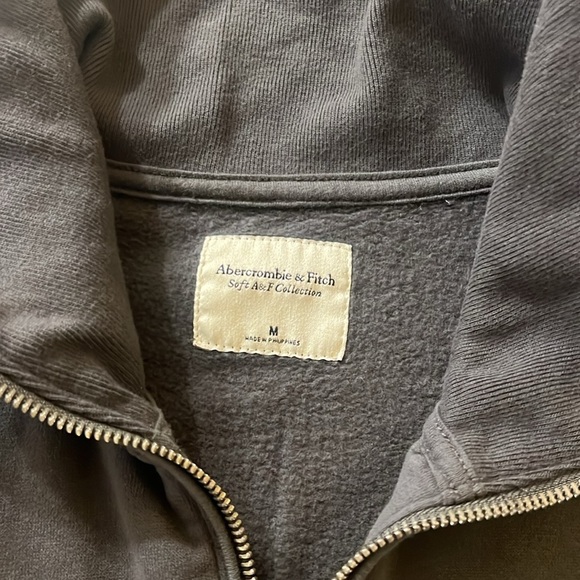 Abercrombie & Fitch
Soft A&F Collection
M
MADE IN PHILIPPINES